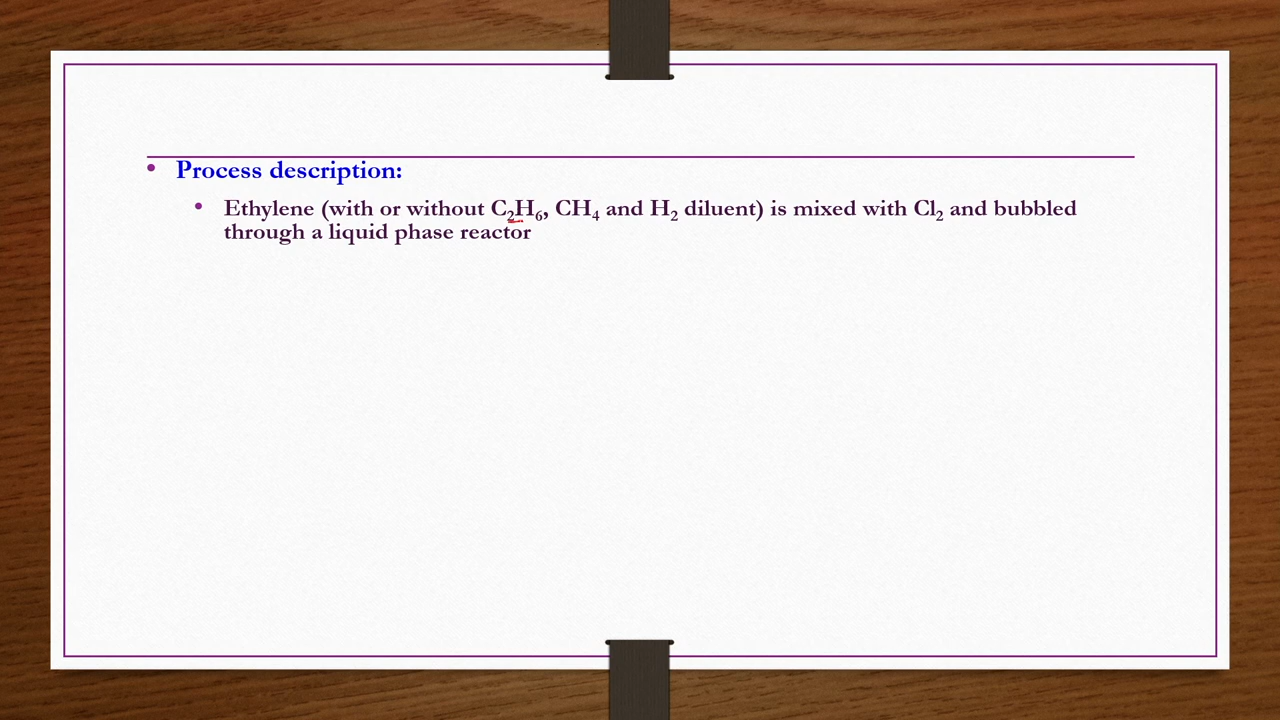 • Process description:
• Ethylene (with or without C₂H₆, CH₄ and H₂ diluent) is mixed with Cl₂ and bubbled
through a liquid phase reactor